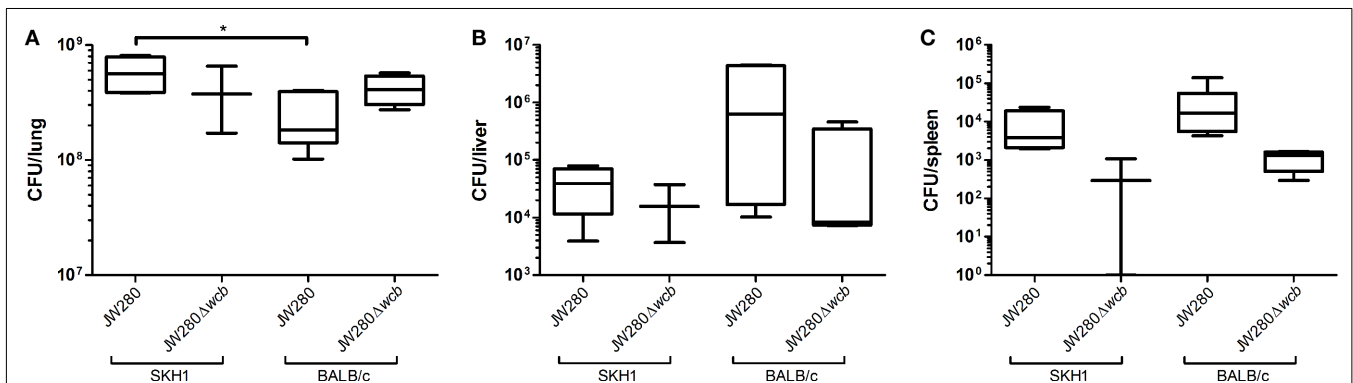 A
*
CFU/lung
10⁹
10⁸
10⁷
JW280
JW280Δwcb
JW280
JW280Δwcb
SKH1
BALB/c
B
CFU/liver
10⁷
10⁶
10⁵
10⁴
10³
JW280
JW280Δwcb
JW280
JW280Δwcb
SKH1
BALB/c
C
CFU/spleen
10⁶
10⁵
10⁴
10³
10²
10¹
10⁰
JW280
JW280Δwcb
JW280
JW280Δwcb
SKH1
BALB/c